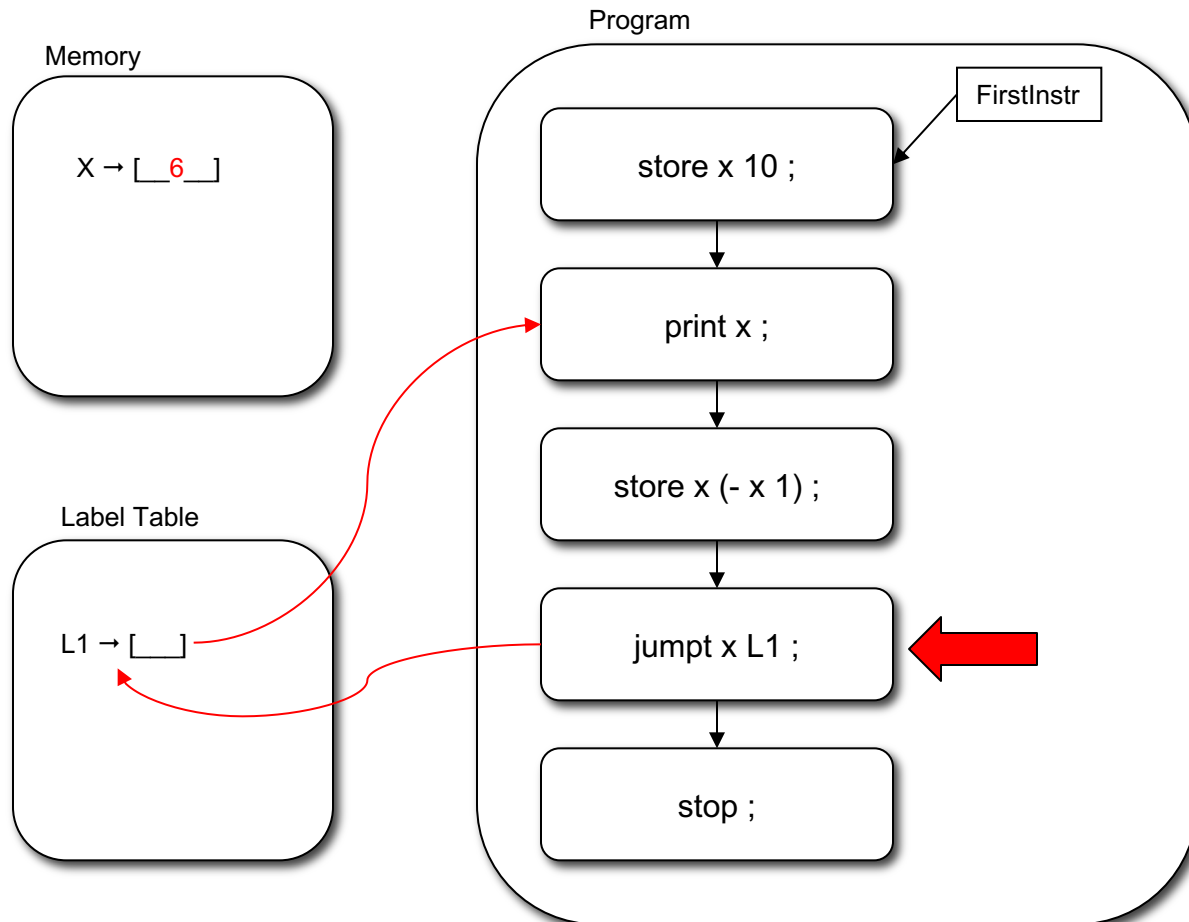 Program
Memory
FirstInstr
X → [__6__]
store x 10 ;
print x ;
store x (- x 1) ;
Label Table
L1 → [___]
jumpt x L1 ;
stop ;